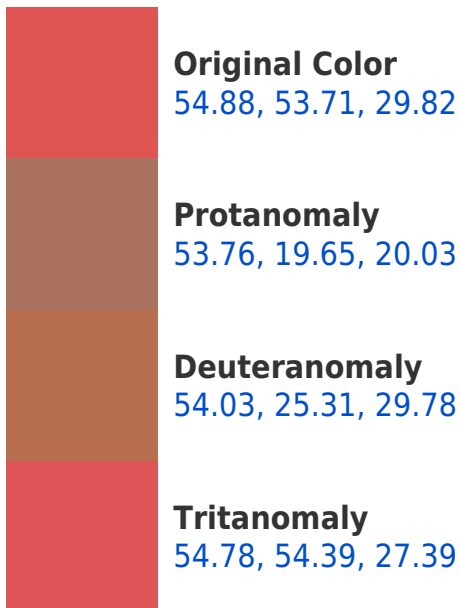 Original Color
54.88, 53.71, 29.82
Protanomaly
53.76, 19.65, 20.03
Deuteranomaly
54.03, 25.31, 29.78
Tritanomaly
54.78, 54.39, 27.39